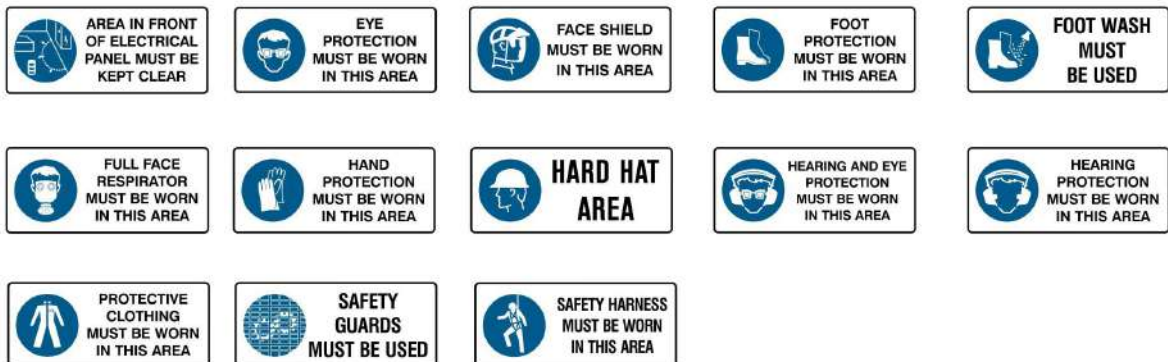 AREA IN FRONT
OF ELECTRICAL
PANEL MUST BE
KEPT CLEAR
EYE
PROTECTION
MUST BE WORN
IN THIS AREA
FACE SHIELD
MUST BE WORN
IN THIS AREA
FOOT
PROTECTION
MUST BE WORN
IN THIS AREA
FOOT WASH
MUST
BE USED
FULL FACE
RESPIRATOR
MUST BE WORN
IN THIS AREA
HAND
PROTECTION
MUST BE WORN
IN THIS AREA
HARD HAT
AREA
HEARING AND EYE
PROTECTION
MUST BE WORN
IN THIS AREA
HEARING
PROTECTION
MUST BE WORN
IN THIS AREA
PROTECTIVE
CLOTHING
MUST BE WORN
IN THIS AREA
SAFETY
GUARDS
MUST BE USED
SAFETY HARNESS
MUST BE WORN
IN THIS AREA